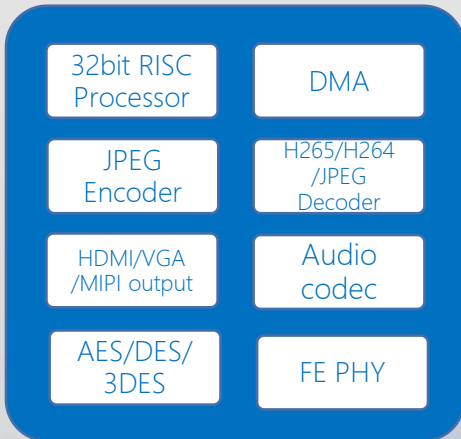 32bit RISC
Processor
DMA
JPEG
Encoder
H265/H264
/JPEG
Decoder
HDMI/VGA
/MIPI output
Audio
codec
AES/DES/
3DES
FE PHY